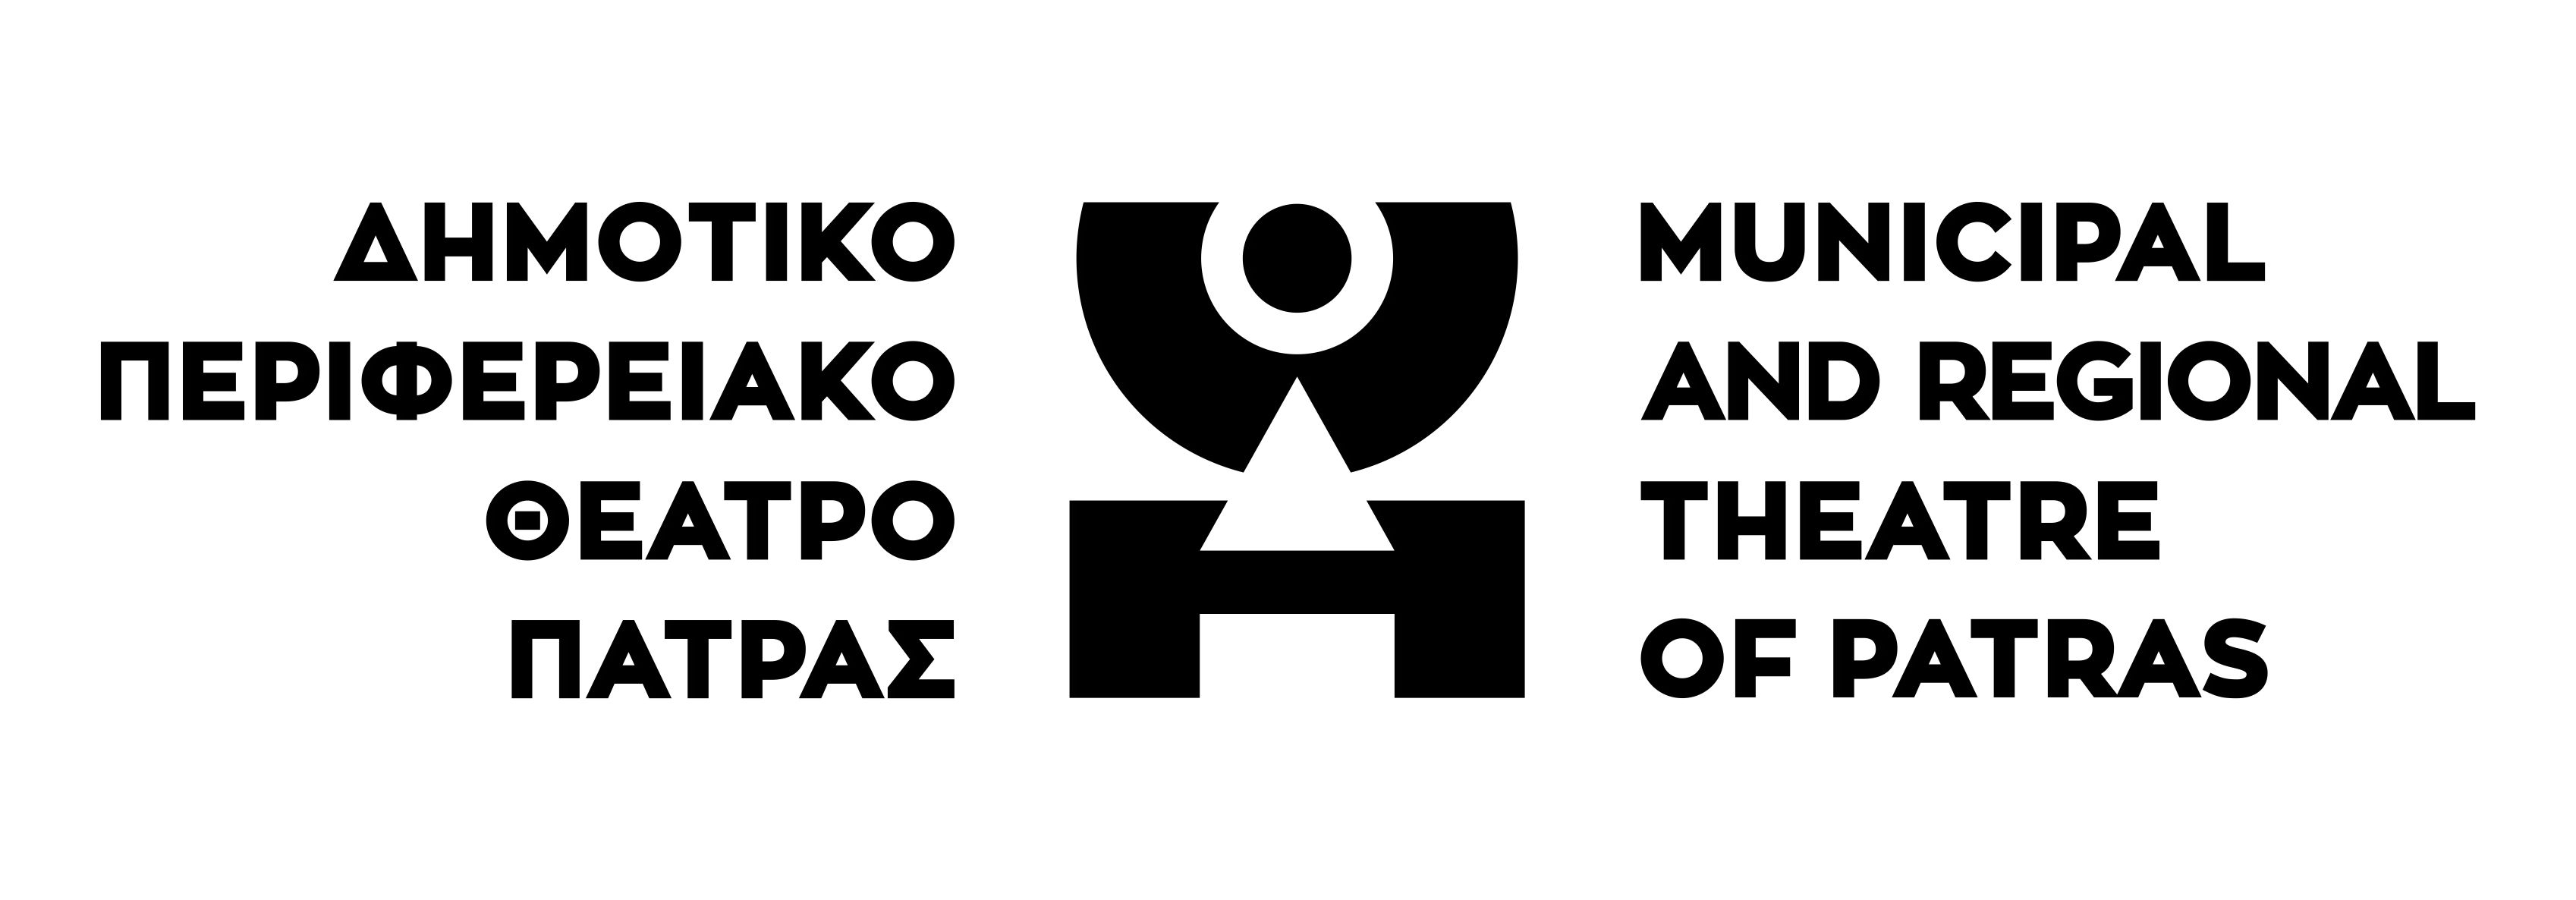 ΔΗΜΟΤΙΚΟ
ΠΕΡΙΦΕΡΕΙΑΚΟ
ΘΕΑΤΡΟ
ΠΑΤΡΑΣ
MUNICIPAL
AND REGIONAL
THEATRE
OF PATRAS